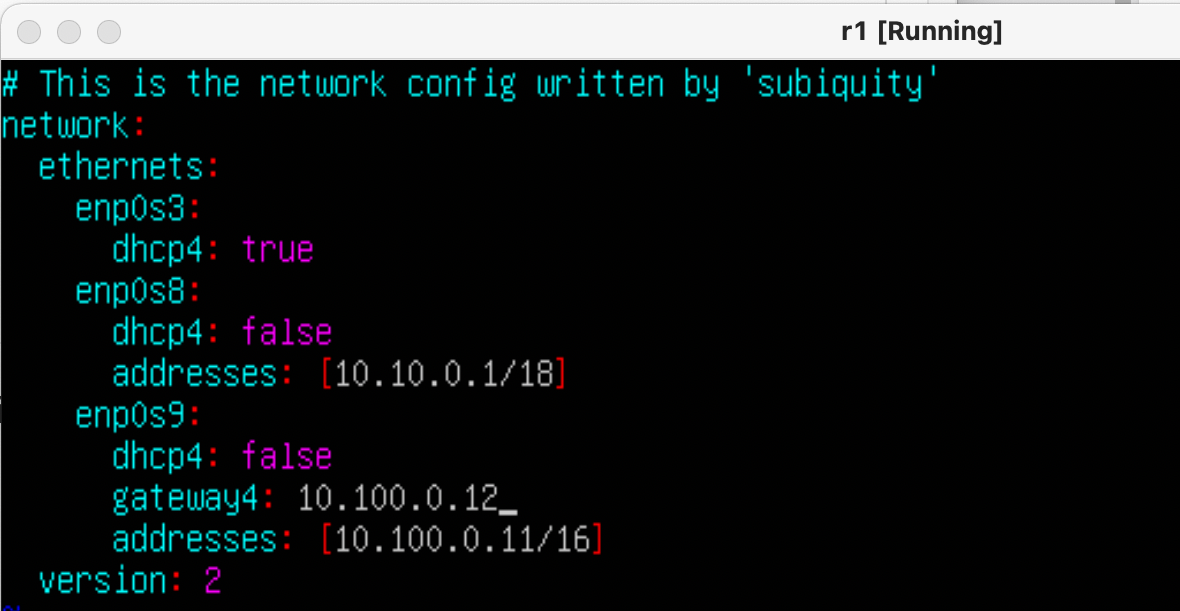 r1 [Running]
# This is the network config written by 'subiquity'
network:
  ethernets:
    enp0s3:
      dhcp4: true
    enp0s8:
      dhcp4: false
      addresses: [10.10.0.1/18]
    enp0s9:
      dhcp4: false
      gateway4: 10.100.0.12
      addresses: [10.100.0.11/16]
  version: 2